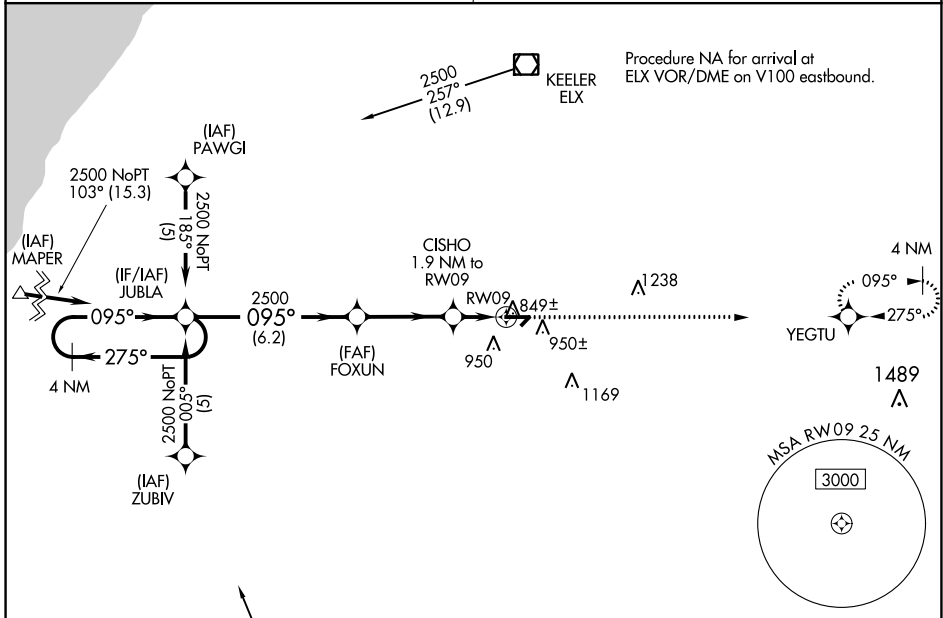 2500
257°
(12.9)
KEELER
ELX
Procedure NA for arrival at
ELX VOR/DME on V100 eastbound.
(IAF)
PAWGI
2500 NoPT
103° (15.3)
2500 NoPT
185°
(5)
(IAF)
MAPER
(IF/IAF)
JUBLA
095°
275°
4 NM
2500
095°
(6.2)
(FAF)
FOXUN
CISHO
1.9 NM to
RW09
RW09
849±
950±
950
1238
1169
4 NM
095°
275°
YEGTU
1489
2500 NoPT
005°
(5)
(IAF)
ZUBIV
MSA RW09 25 NM
3000